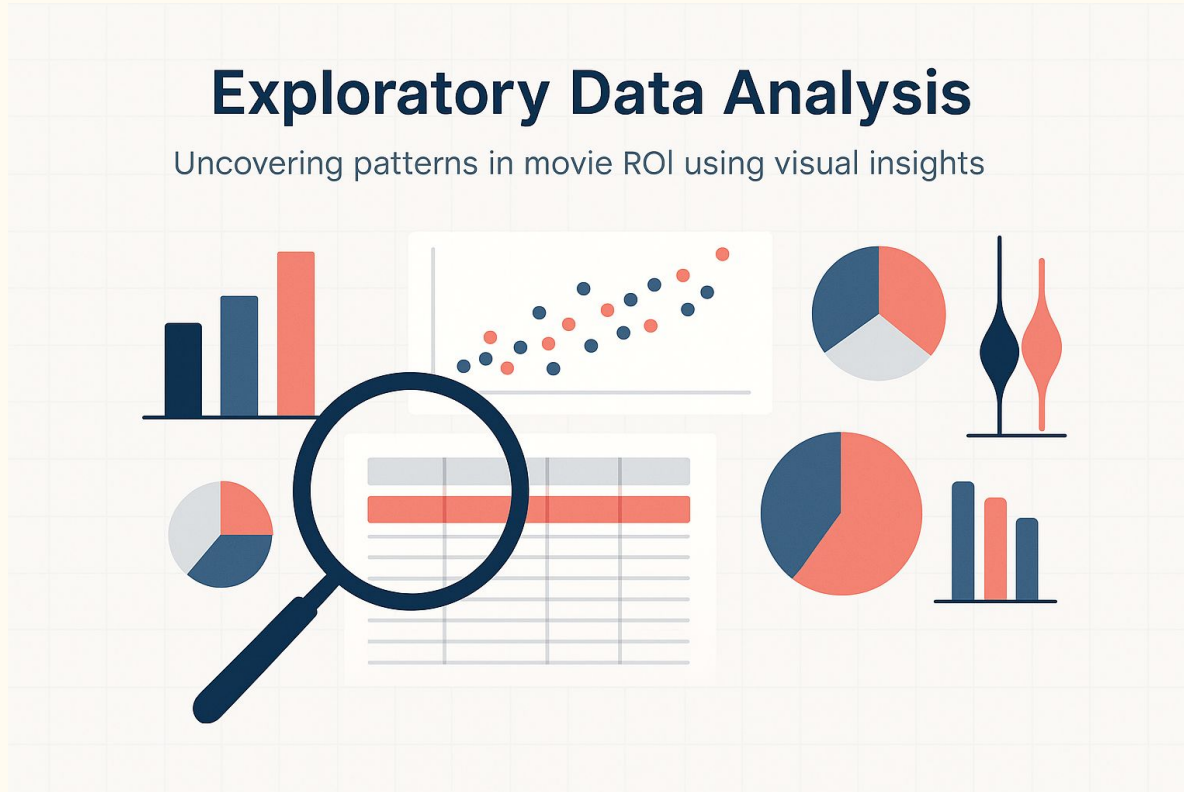 Exploratory Data Analysis
Uncovering patterns in movie ROI using visual insights